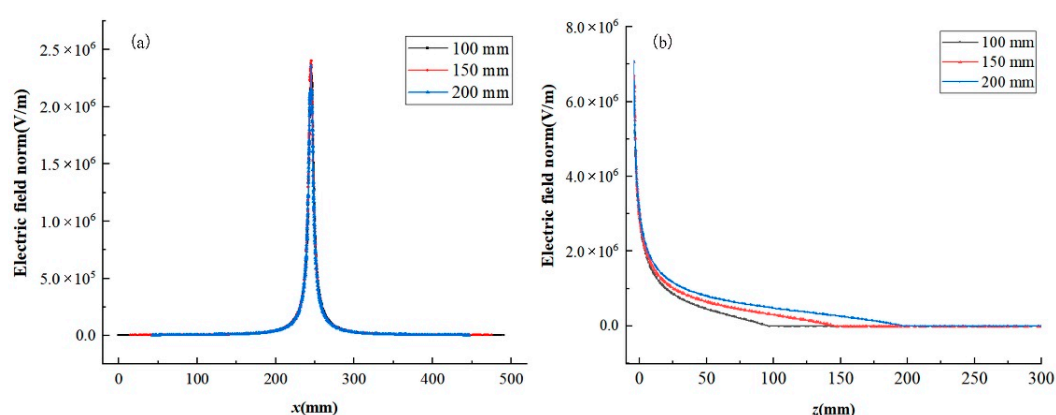 (a)
100 mm
150 mm
200 mm
Electric field norm(V/m)
2.5×10⁶
2.0×10⁶
1.5×10⁶
1.0×10⁶
5.0×10⁵
0.0
0 100 200 300 400 500
x(mm)
(b)
100 mm
150 mm
200 mm
Electric field norm(V/m)
8.0×10⁶
6.0×10⁶
4.0×10⁶
2.0×10⁶
0.0
0 50 100 150 200 250 300
z(mm)